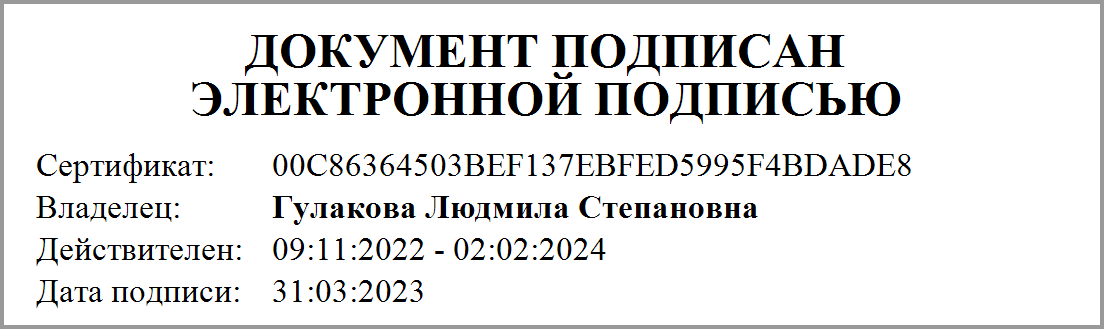 ДОКУМЕНТ ПОДПИСАН
ЭЛЕКТРОННОЙ ПОДПИСЬЮ
Сертификат: 00C86364503BEF137EBFED5995F4BDADE8
Владелец: Гулакова Людмила Степановна
Действителен: 09:11:2022 - 02:02:2024
Дата подписи: 31:03:2023